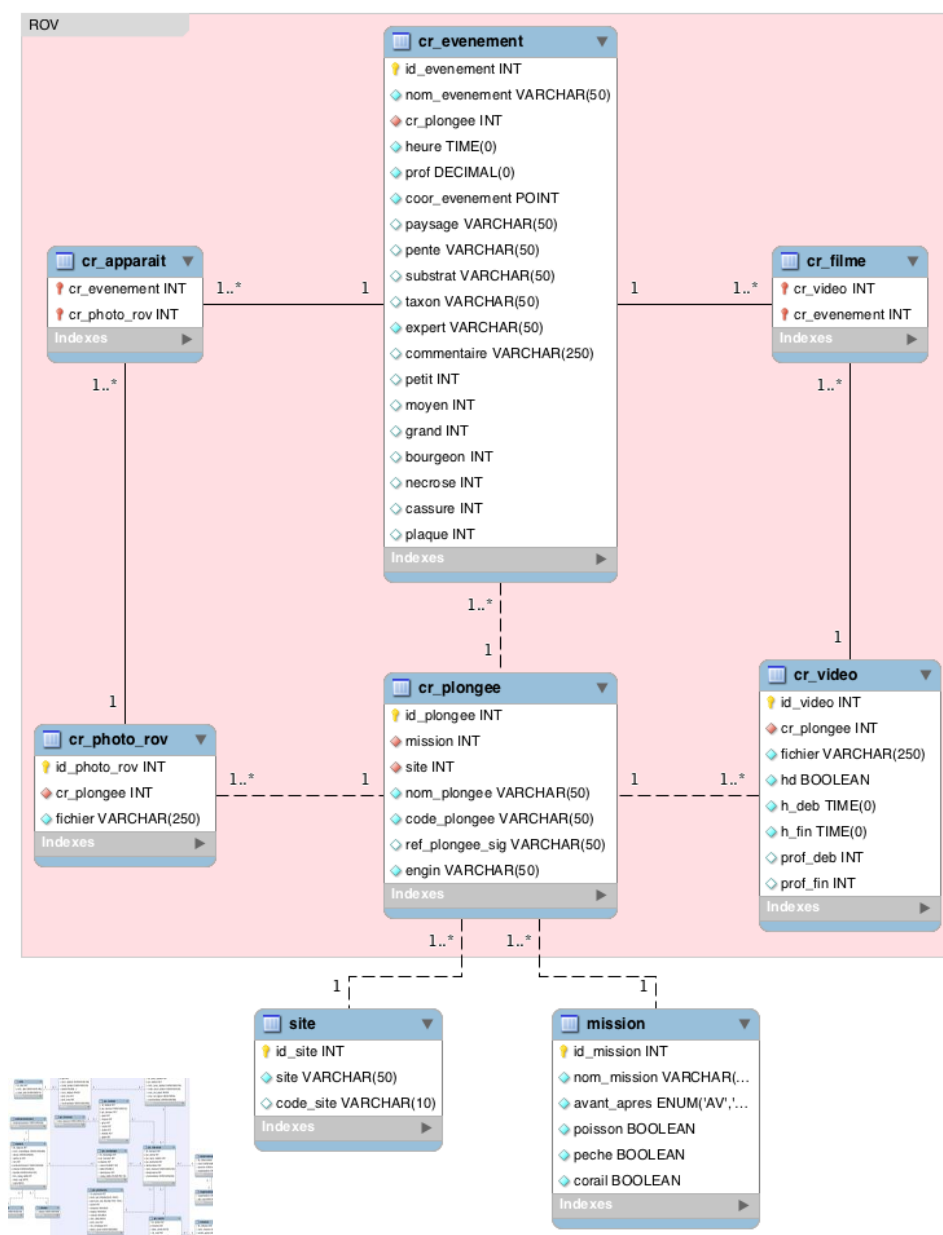 ROV
cr_evenement
id_evenement INT
nom_evenement VARCHAR(50)
cr_plongee INT
heure TIME(0)
prof DECIMAL(0)
coor_evenement POINT
paysage VARCHAR(50)
pente VARCHAR(50)
substrat VARCHAR(50)
taxon VARCHAR(50)
expert VARCHAR(50)
commentaire VARCHAR(250)
petit INT
moyen INT
grand INT
bourgeon INT
necrose INT
cassure INT
plaque INT
Indexes
cr_apparait
cr_evenement INT
cr_photo_rov INT
Indexes
1..*
1
1
1..*
cr_filme
cr_video INT
cr_evenement INT
Indexes
1..*
1..*
1..*
1
1
1
cr_photo_rov
id_photo_rov INT
cr_plongee INT
fichier VARCHAR(250)
Indexes
1..*
1
cr_plongee
id_plongee INT
mission INT
site INT
nom_plongee VARCHAR(50)
code_plongee VARCHAR(50)
ref_plongee_sig VARCHAR(50)
engin VARCHAR(50)
Indexes
1
1..*
cr_video
id_video INT
cr_plongee INT
fichier VARCHAR(250)
hd BOOLEAN
h_deb TIME(0)
h_fin TIME(0)
prof_deb INT
prof_fin INT
Indexes
1..*
1..*
1
1
site
id_site INT
site VARCHAR(50)
code_site VARCHAR(10)
Indexes
mission
id_mission INT
nom_mission VARCHAR(...
avant_apres ENUM('AV','...
poisson BOOLEAN
peche BOOLEAN
corail BOOLEAN
Indexes